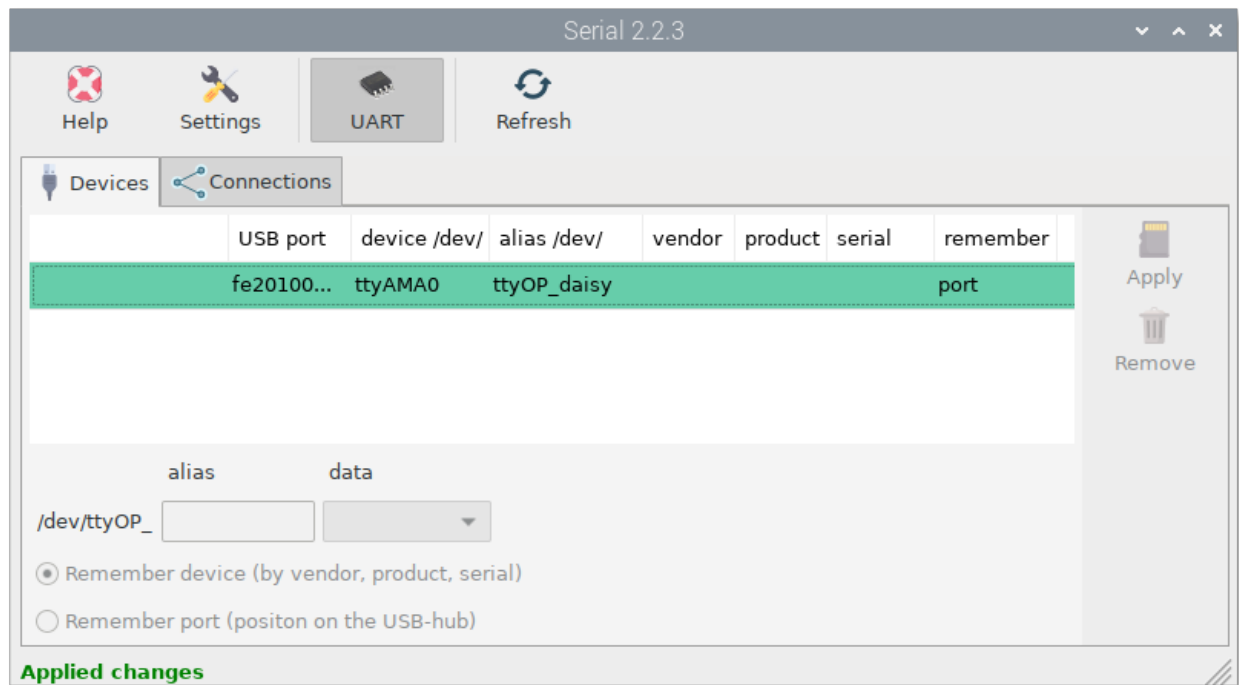 Serial 2.2.3
Help Settings UART Refresh
Devices Connections
USB port device /dev/ alias /dev/ vendor product serial remember
fe20100... ttyAMA0 ttyOP_daisy port
Apply
Remove
alias data
/dev/ttyOP_
Remember device (by vendor, product, serial)
Remember port (positon on the USB-hub)
Applied changes